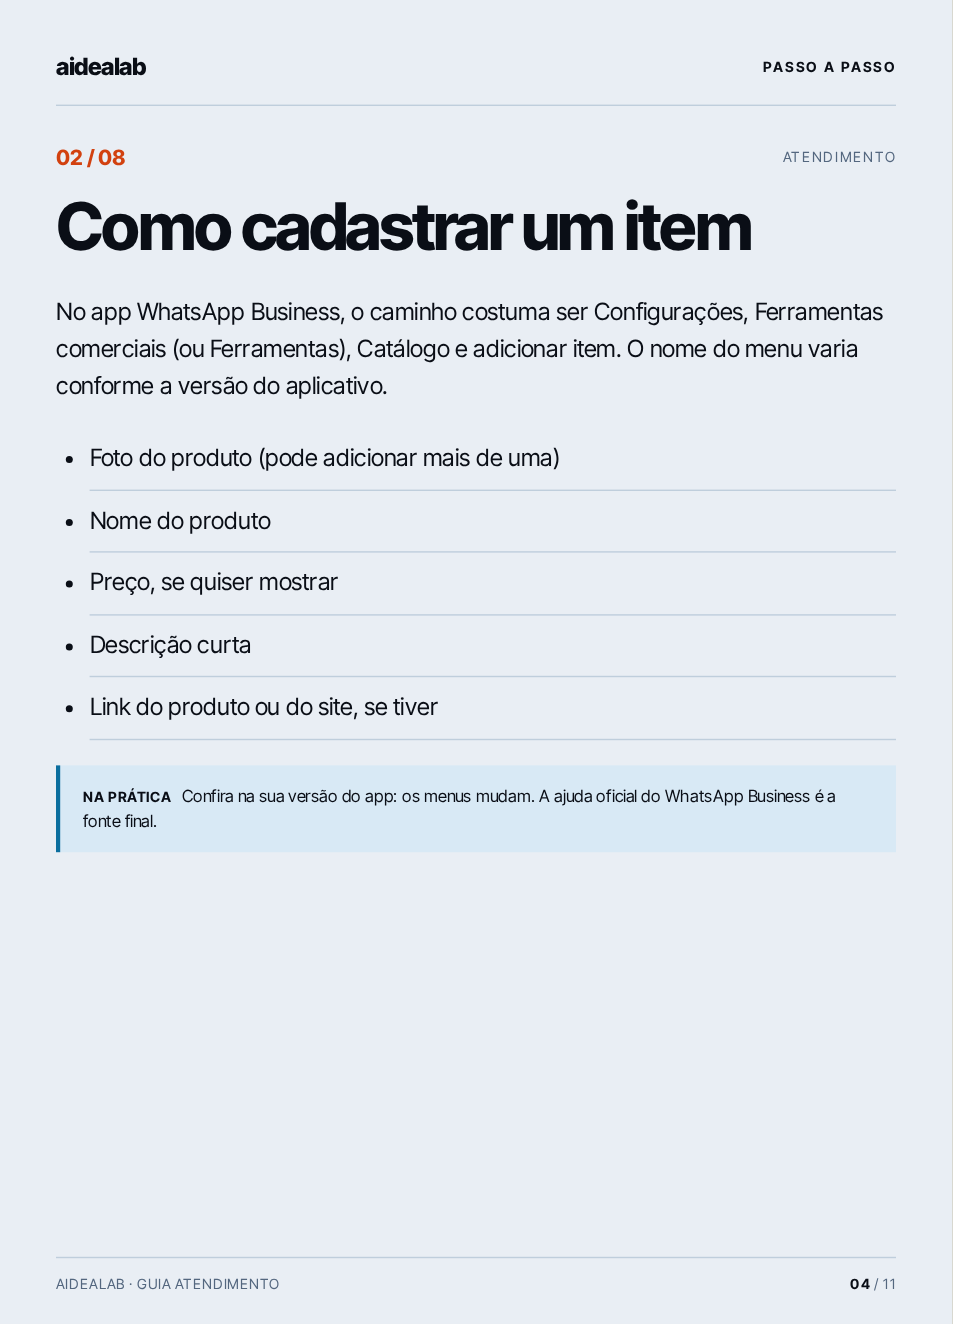 aidealab
PASSO A PASSO
02 / 08
ATENDIMENTO
Como cadastrar um item
No app WhatsApp Business, o caminho costuma ser Configurações, Ferramentas
comerciais (ou Ferramentas), Catálogo e adicionar item. O nome do menu varia
conforme a versão do aplicativo.
• Foto do produto (pode adicionar mais de uma)
• Nome do produto
• Preço, se quiser mostrar
• Descrição curta
• Link do produto ou do site, se tiver
NA PRÁTICA Confira na sua versão do app: os menus mudam. A ajuda oficial do WhatsApp Business é a
fonte final.
AIDEALAB · GUIA ATENDIMENTO
04 / 11